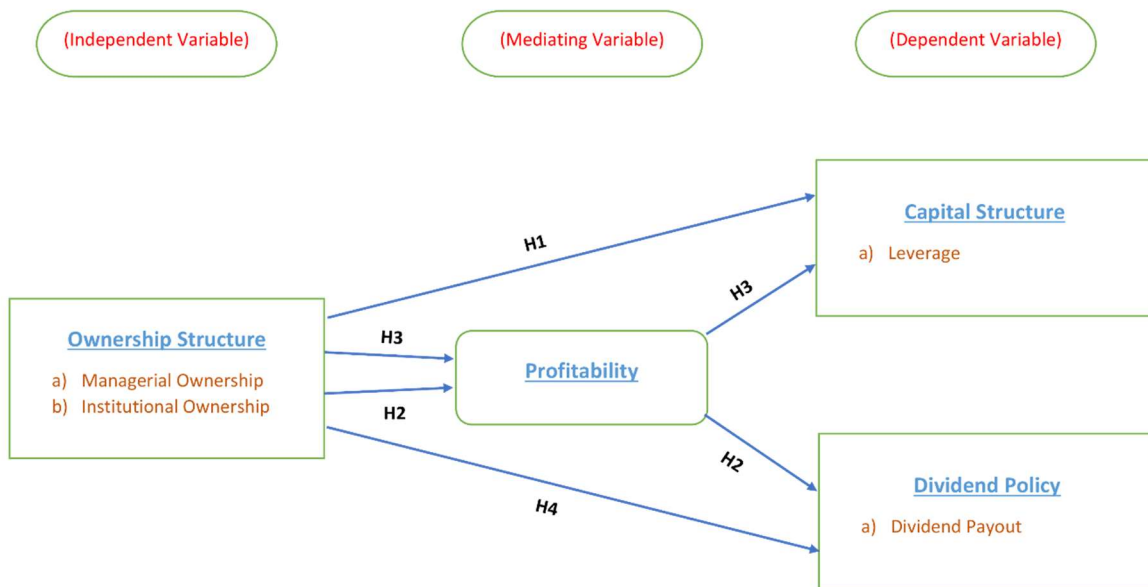 (Independent Variable)
(Mediating Variable)
(Dependent Variable)
Capital Structure
a) Leverage
H1
H3
Ownership Structure
a) Managerial Ownership
b) Institutional Ownership
H3
H2
Profitability
H2
H4
Dividend Policy
a) Dividend Payout